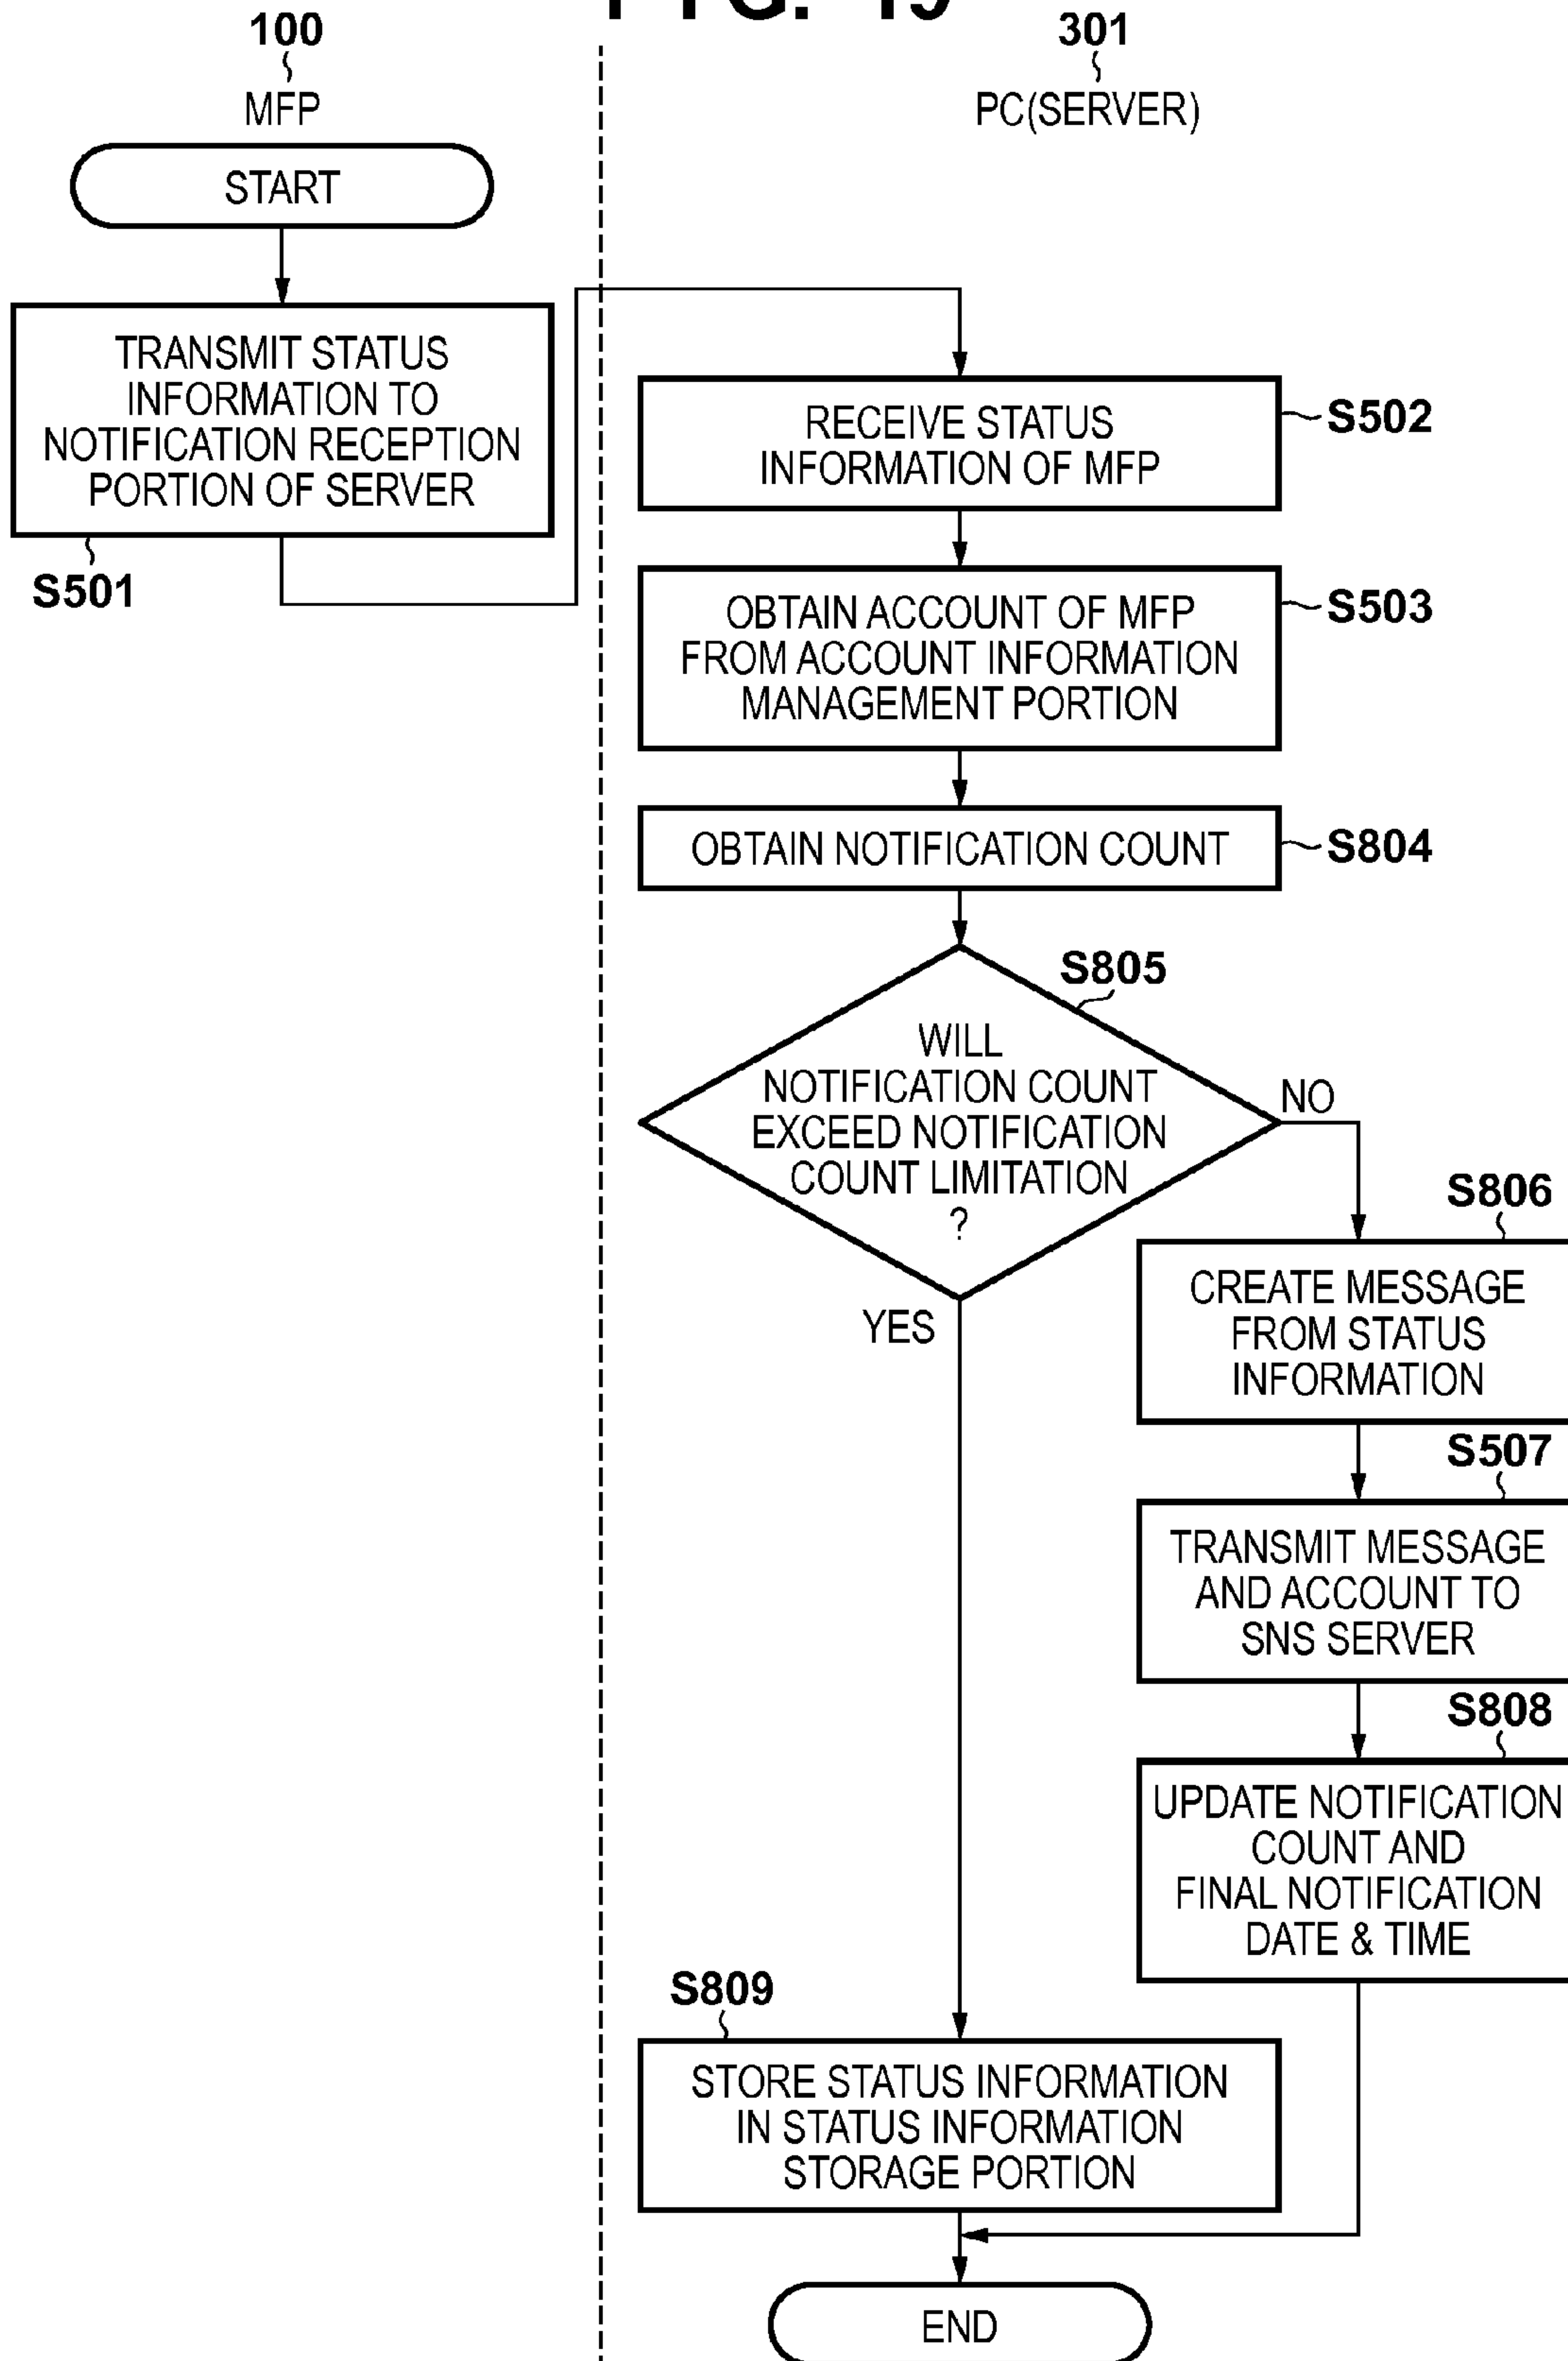 100
301
MFP
PC(SERVER)
START
TRANSMIT STATUS
INFORMATION TO
NOTIFICATION RECEPTION
PORTION OF SERVER
S501
RECEIVE STATUS
INFORMATION OF MFP
S502
OBTAIN ACCOUNT OF MFP
FROM ACCOUNT INFORMATION
MANAGEMENT PORTION
S503
OBTAIN NOTIFICATION COUNT
S804
S805
WILL
NOTIFICATION COUNT
EXCEED NOTIFICATION
COUNT LIMITATION
?
NO
YES
S806
CREATE MESSAGE
FROM STATUS
INFORMATION
S507
TRANSMIT MESSAGE
AND ACCOUNT TO
SNS SERVER
S808
UPDATE NOTIFICATION
COUNT AND
FINAL NOTIFICATION
DATE & TIME
S809
STORE STATUS INFORMATION
IN STATUS INFORMATION
STORAGE PORTION
END